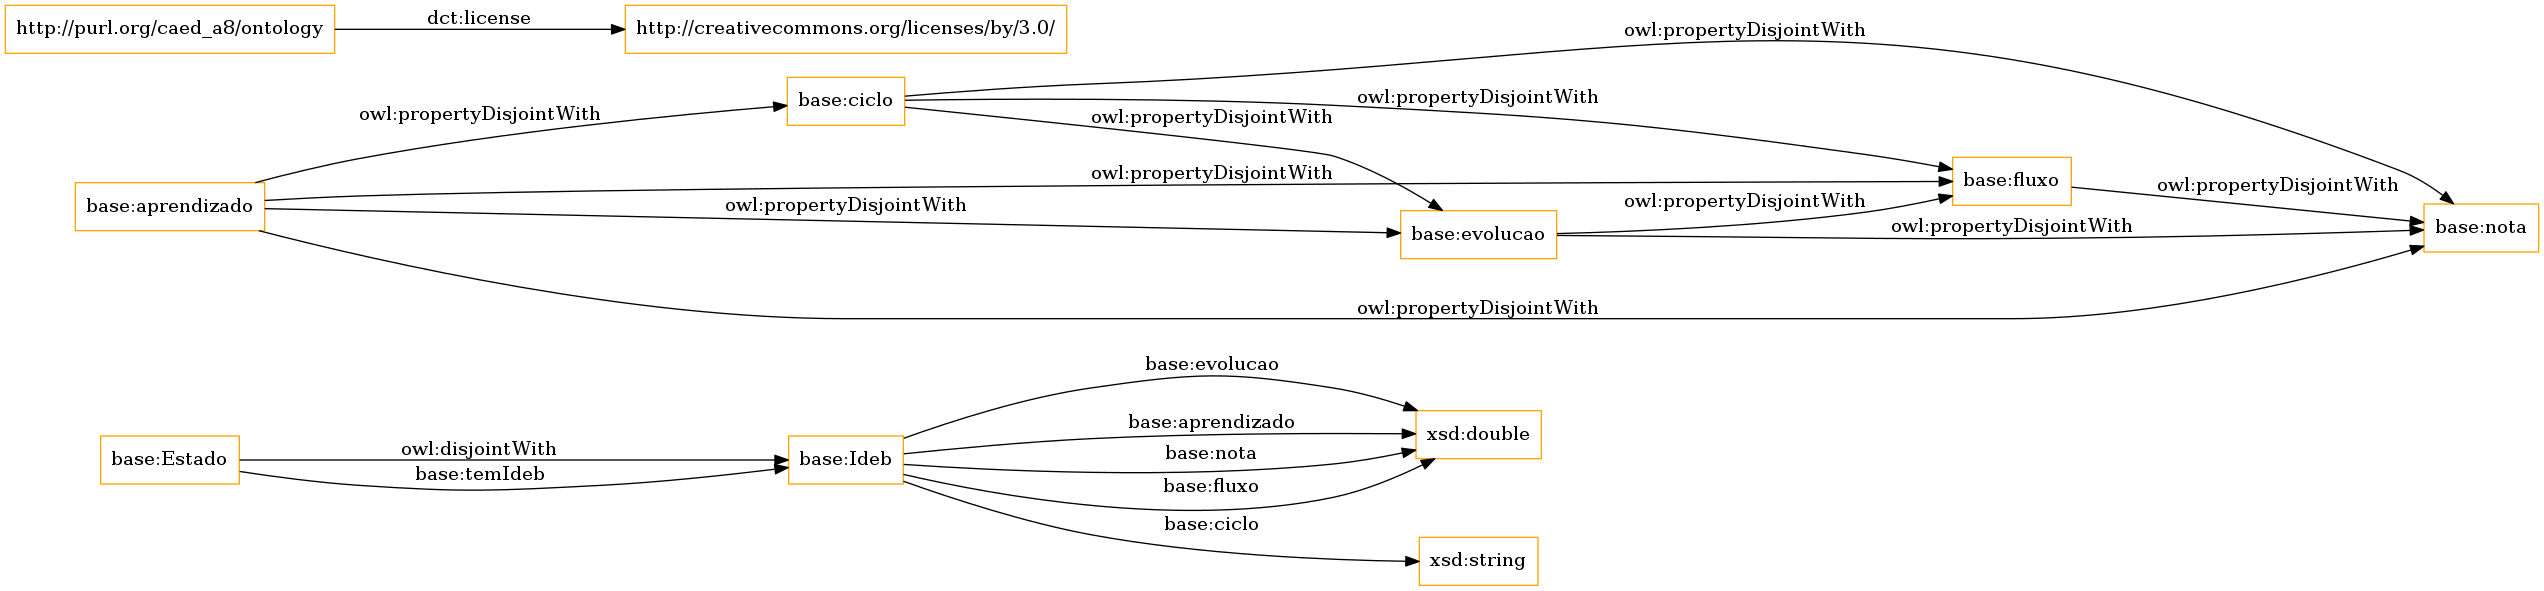 http://purl.org/caed_a8/ontology
dct:license
http://creativecommons.org/licenses/by/3.0/
owl:propertyDisjointWith
base:ciclo
owl:propertyDisjointWith
owl:propertyDisjointWith
owl:propertyDisjointWith
base:aprendizado
owl:propertyDisjointWith
owl:propertyDisjointWith
base:evolucao
owl:propertyDisjointWith
base:fluxo
owl:propertyDisjointWith
owl:propertyDisjointWith
base:nota
owl:propertyDisjointWith
base:Estado
owl:disjointWith
base:temIdeb
base:Ideb
base:evolucao
base:aprendizado
base:nota
base:fluxo
base:ciclo
xsd:double
xsd:string